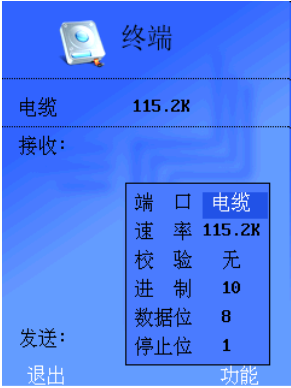 终端
电缆 115.2K
接收:
端 口 电缆
速 率 115.2K
校 验 无
进 制 10
数据位 8
停止位 1
发送:
退出 功能